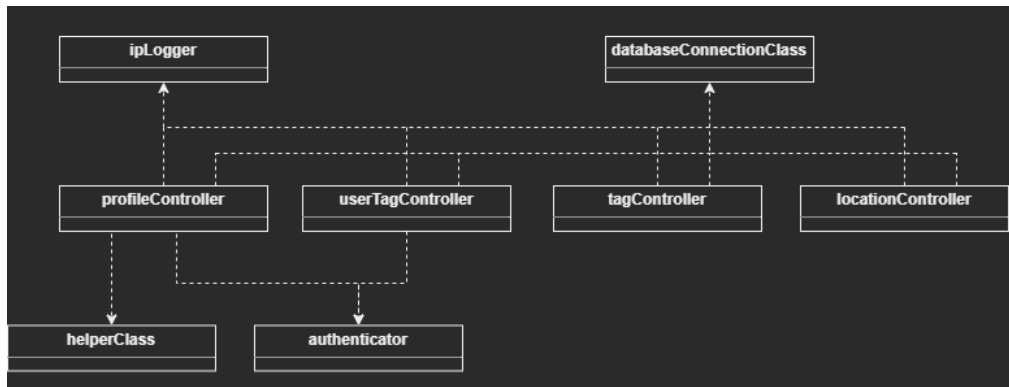 ipLogger
databaseConnectionClass
profileController
userTagController
tagController
locationController
helperClass
authenticator